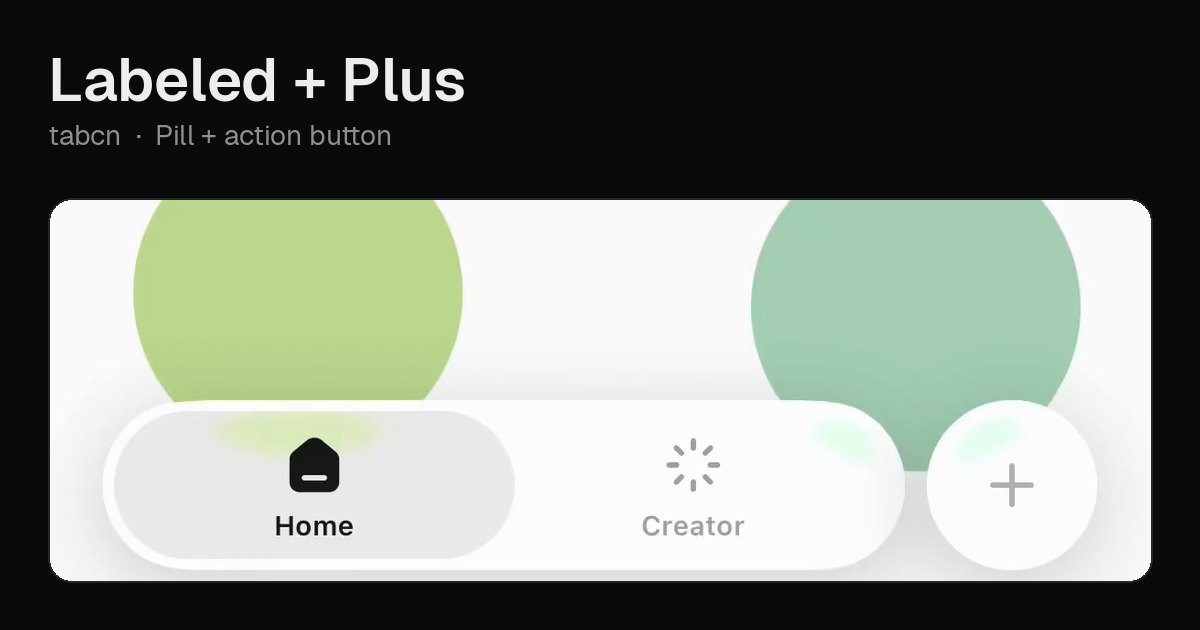 Labeled + Plus
tabcn · Pill + action button
Home
Creator